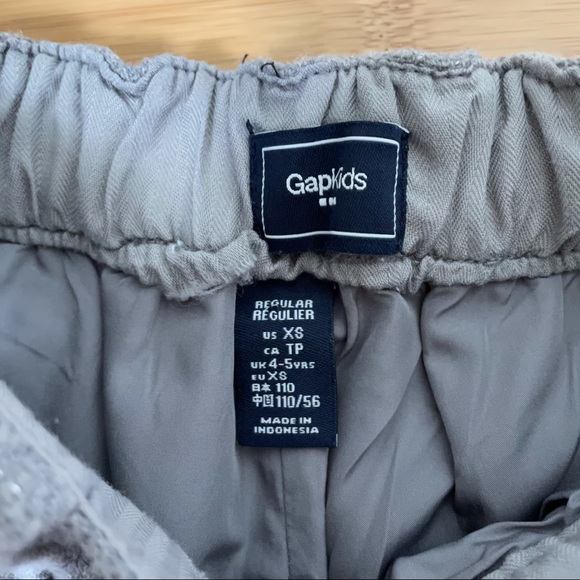 GapKids
REGULAR
RÉGULIER
US XS
CA TP
UK 4-5YRS
EU XS
日本 110
中国 110/56
MADE IN
INDONESIA